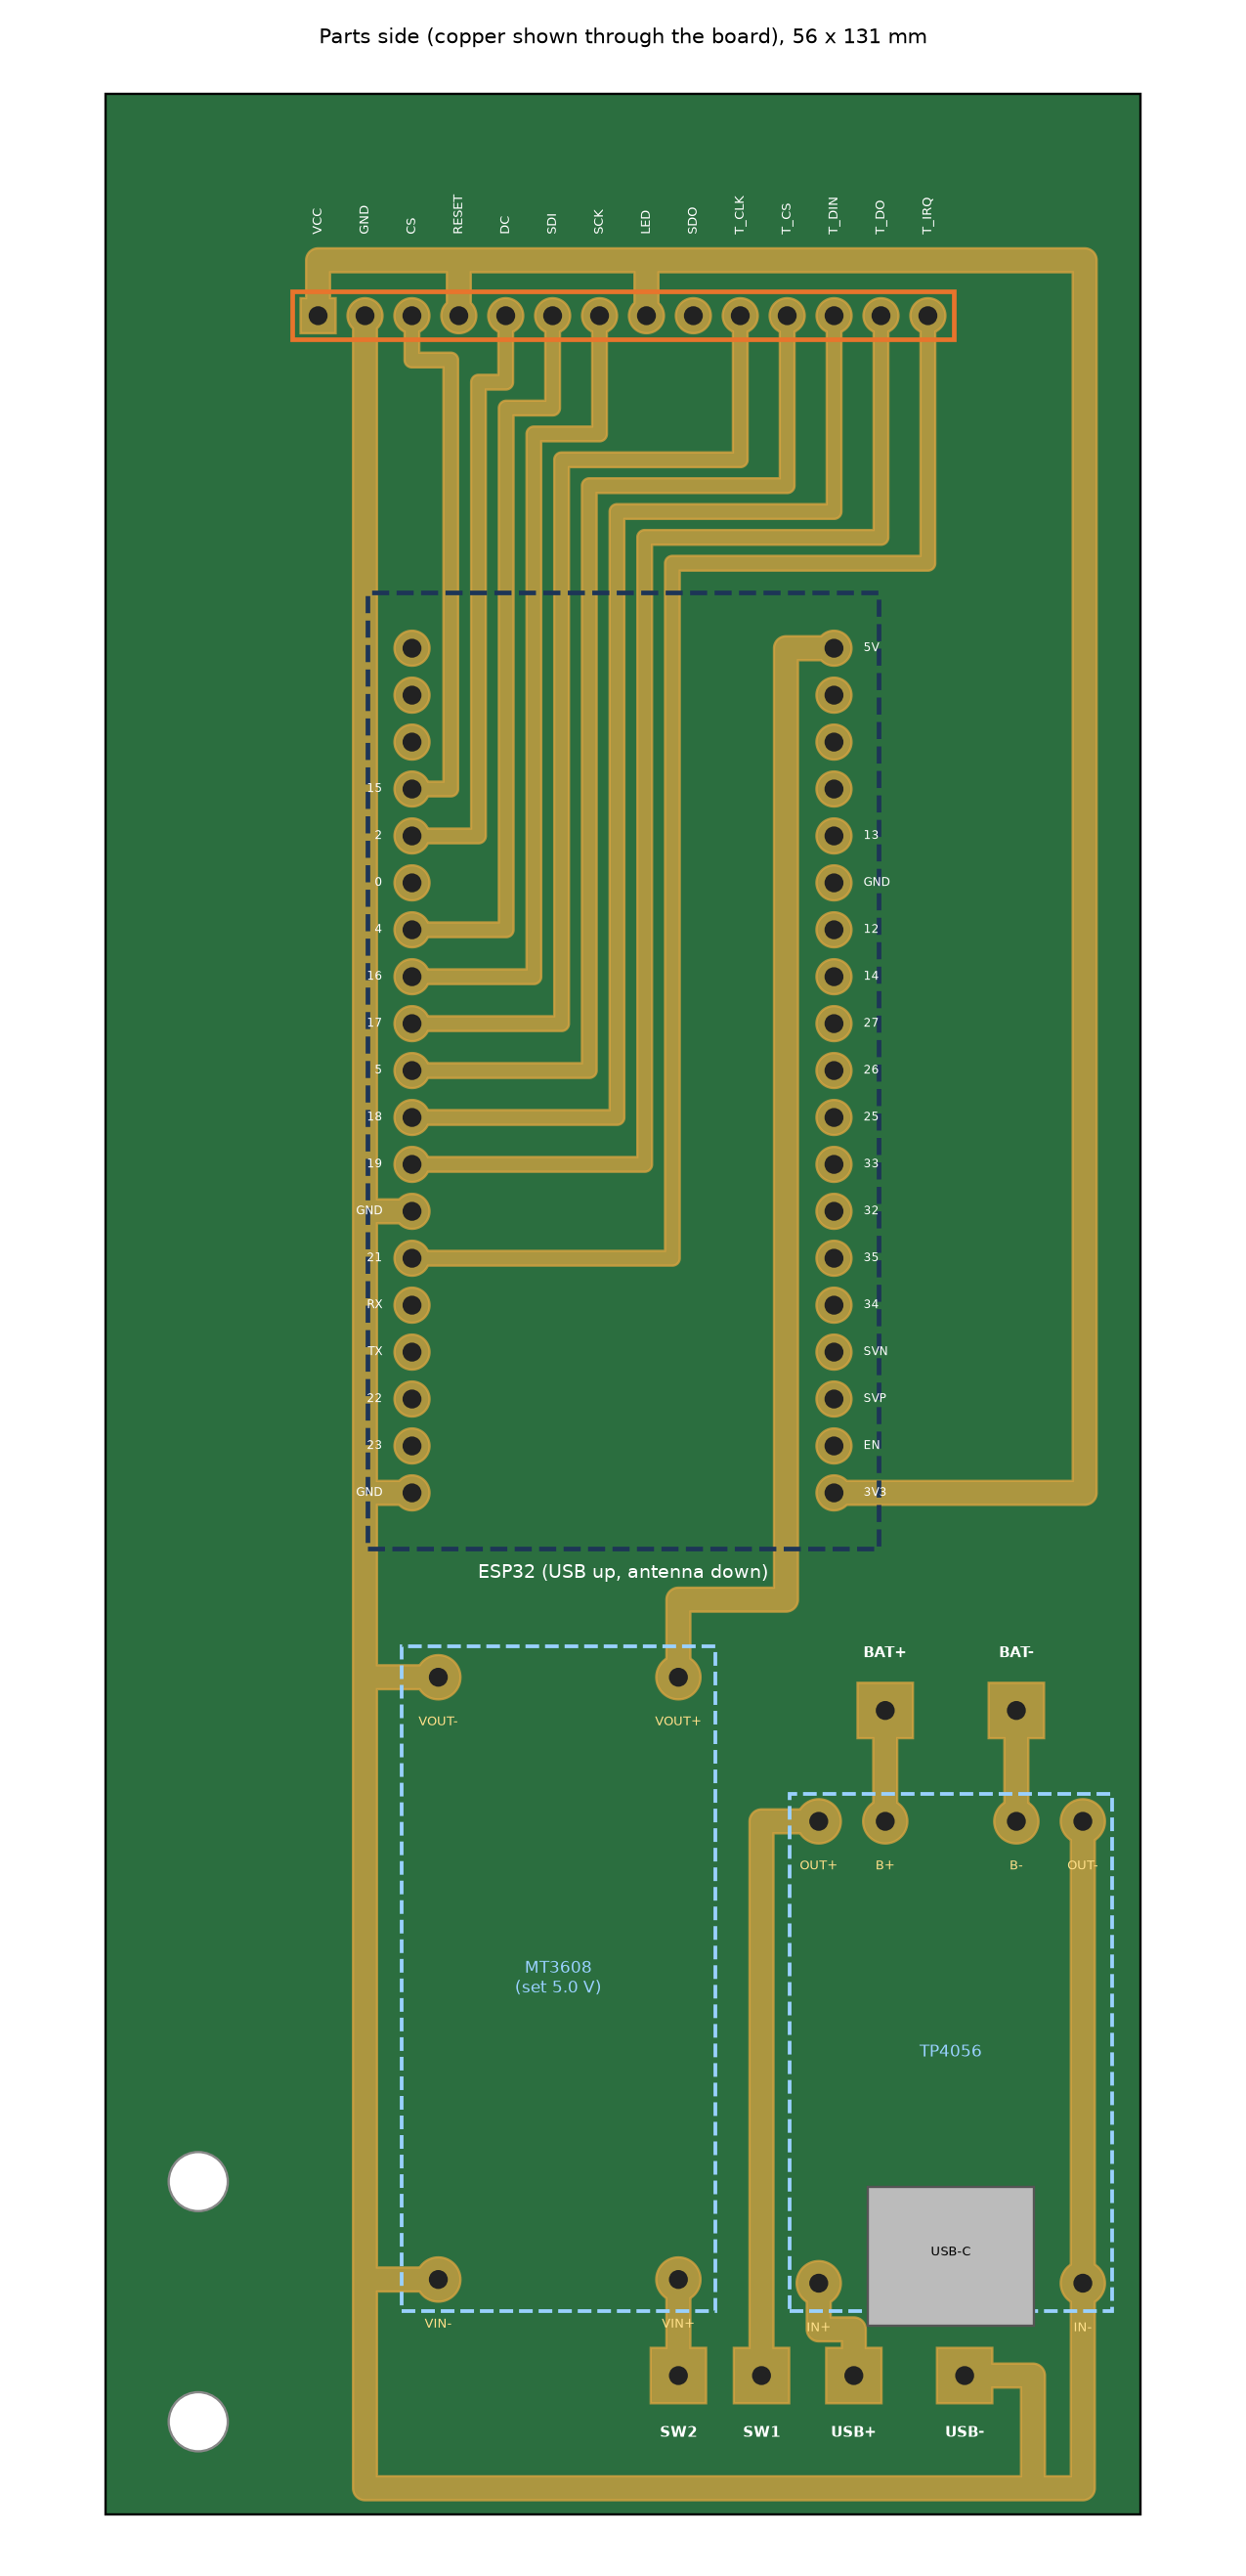 Parts side (copper shown through the board), 56 x 131 mm
VCC
GND
CS
RESET
DC
SDI
SCK
LED
SDO
T_CLK
T_CS
T_DIN
T_DO
T_IRQ
5V
15
2
13
0
GND
4
12
16
14
17
27
5
26
18
25
19
33
GND
32
21
35
RX
34
TX
SVN
22
SVP
23
EN
GND
3V3
ESP32 (USB up, antenna down)
BAT+
BAT-
VOUT-
VOUT+
OUT+
B+
B-
OUT-
MT3608
(set 5.0 V)
TP4056
USB-C
VIN-
VIN+
IN+
IN-
SW2
SW1
USB+
USB-